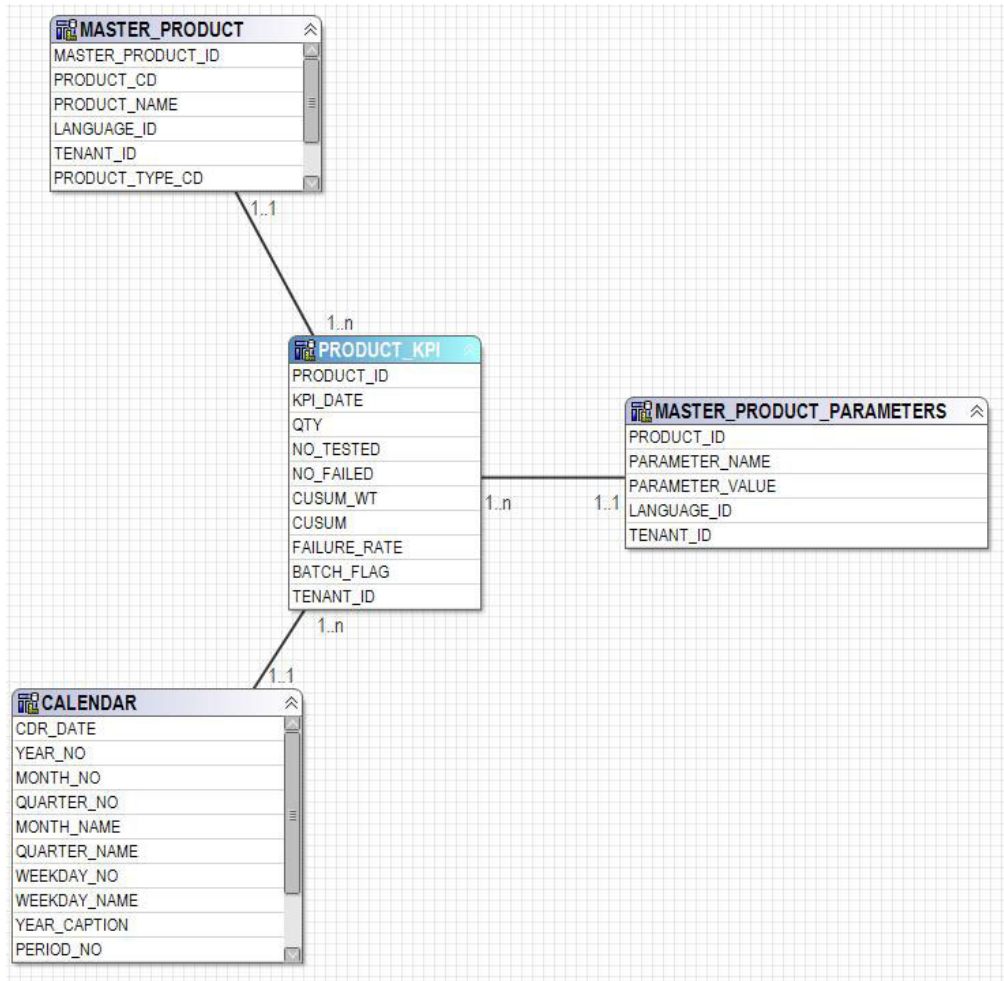 MASTER_PRODUCT
MASTER_PRODUCT_ID
PRODUCT_CD
PRODUCT_NAME
LANGUAGE_ID
TENANT_ID
PRODUCT_TYPE_CD
1..1
1..n
PRODUCT_KPI
PRODUCT_ID
KPI_DATE
QTY
NO_TESTED
NO_FAILED
CUSUM_WT
CUSUM
FAILURE_RATE
BATCH_FLAG
TENANT_ID
1..n
1..1
MASTER_PRODUCT_PARAMETERS
PRODUCT_ID
PARAMETER_NAME
PARAMETER_VALUE
LANGUAGE_ID
TENANT_ID
1..n
1..1
CALENDAR
CDR_DATE
YEAR_NO
MONTH_NO
QUARTER_NO
MONTH_NAME
QUARTER_NAME
WEEKDAY_NO
WEEKDAY_NAME
YEAR_CAPTION
PERIOD_NO